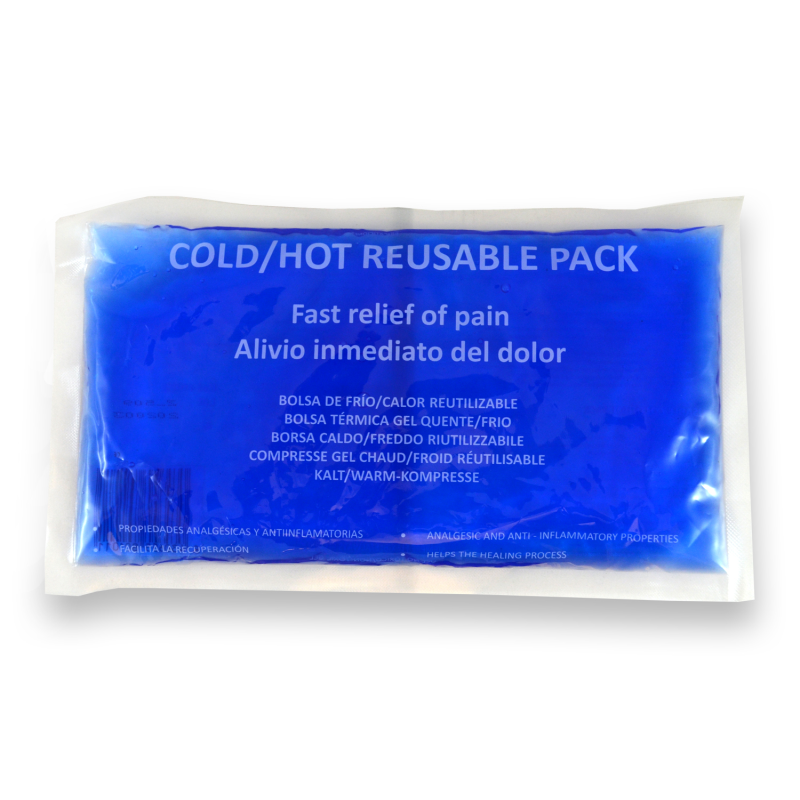 COLD/HOT REUSABLE PACK
Fast relief of pain
Alivio inmediato del dolor
BOLSA DE FRÍO/CALOR REUTILIZABLE
BOLSA TÉRMICA GEL QUENTE/FRIO
BORSA CALDO/FREDDO RIUTILIZZABILE
COMPRESSE GEL CHAUD/FROID RÉUTILISABLE
KALT/WARM-KOMPRESSE
• PROPIEDADES ANALGÉSICAS Y ANTIINFLAMATORIAS
• FACILITA LA RECUPERACIÓN
• ANALGESIC AND ANTI - INFLAMMATORY PROPERTIES
• HELPS THE HEALING PROCESS